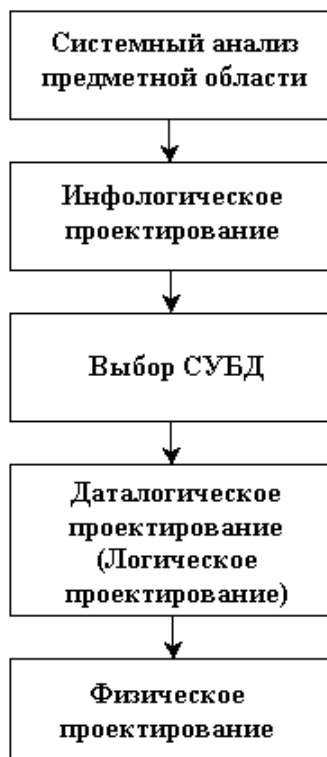 Системный анализ
предметной области
Инфологическое
проектирование
Выбор СУБД
Даталогическое
проектирование
(Логическое
проектирование)
Физическое
проектирование